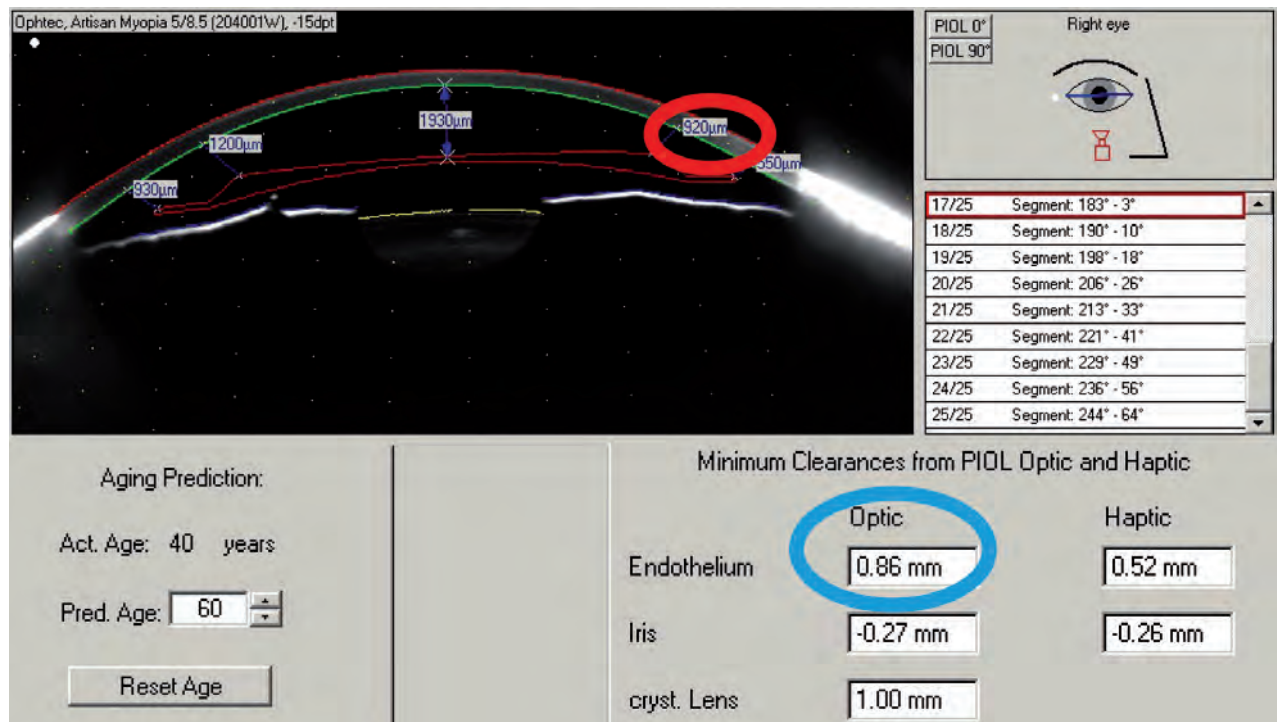 Ophtec, Artisan Myopia 5/8.5 (204001W), -15dpt
1930µm
920µm
1200µm
550µm
930µm
PIOL 0°
Right eye
PIOL 90°
17/25 Segment: 183° - 3°
18/25 Segment: 190° - 10°
19/25 Segment: 198° - 18°
20/25 Segment: 206° - 26°
21/25 Segment: 213° - 33°
22/25 Segment: 221° - 41°
23/25 Segment: 229° - 49°
24/25 Segment: 236° - 56°
25/25 Segment: 244° - 64°
Aging Prediction:
Act. Age: 40 years
Pred. Age: 60
Reset Age
Minimum Clearances from PIOL Optic and Haptic
Optic Haptic
Endothelium 0.86 mm 0.52 mm
Iris -0.27 mm -0.26 mm
cryst. Lens 1.00 mm